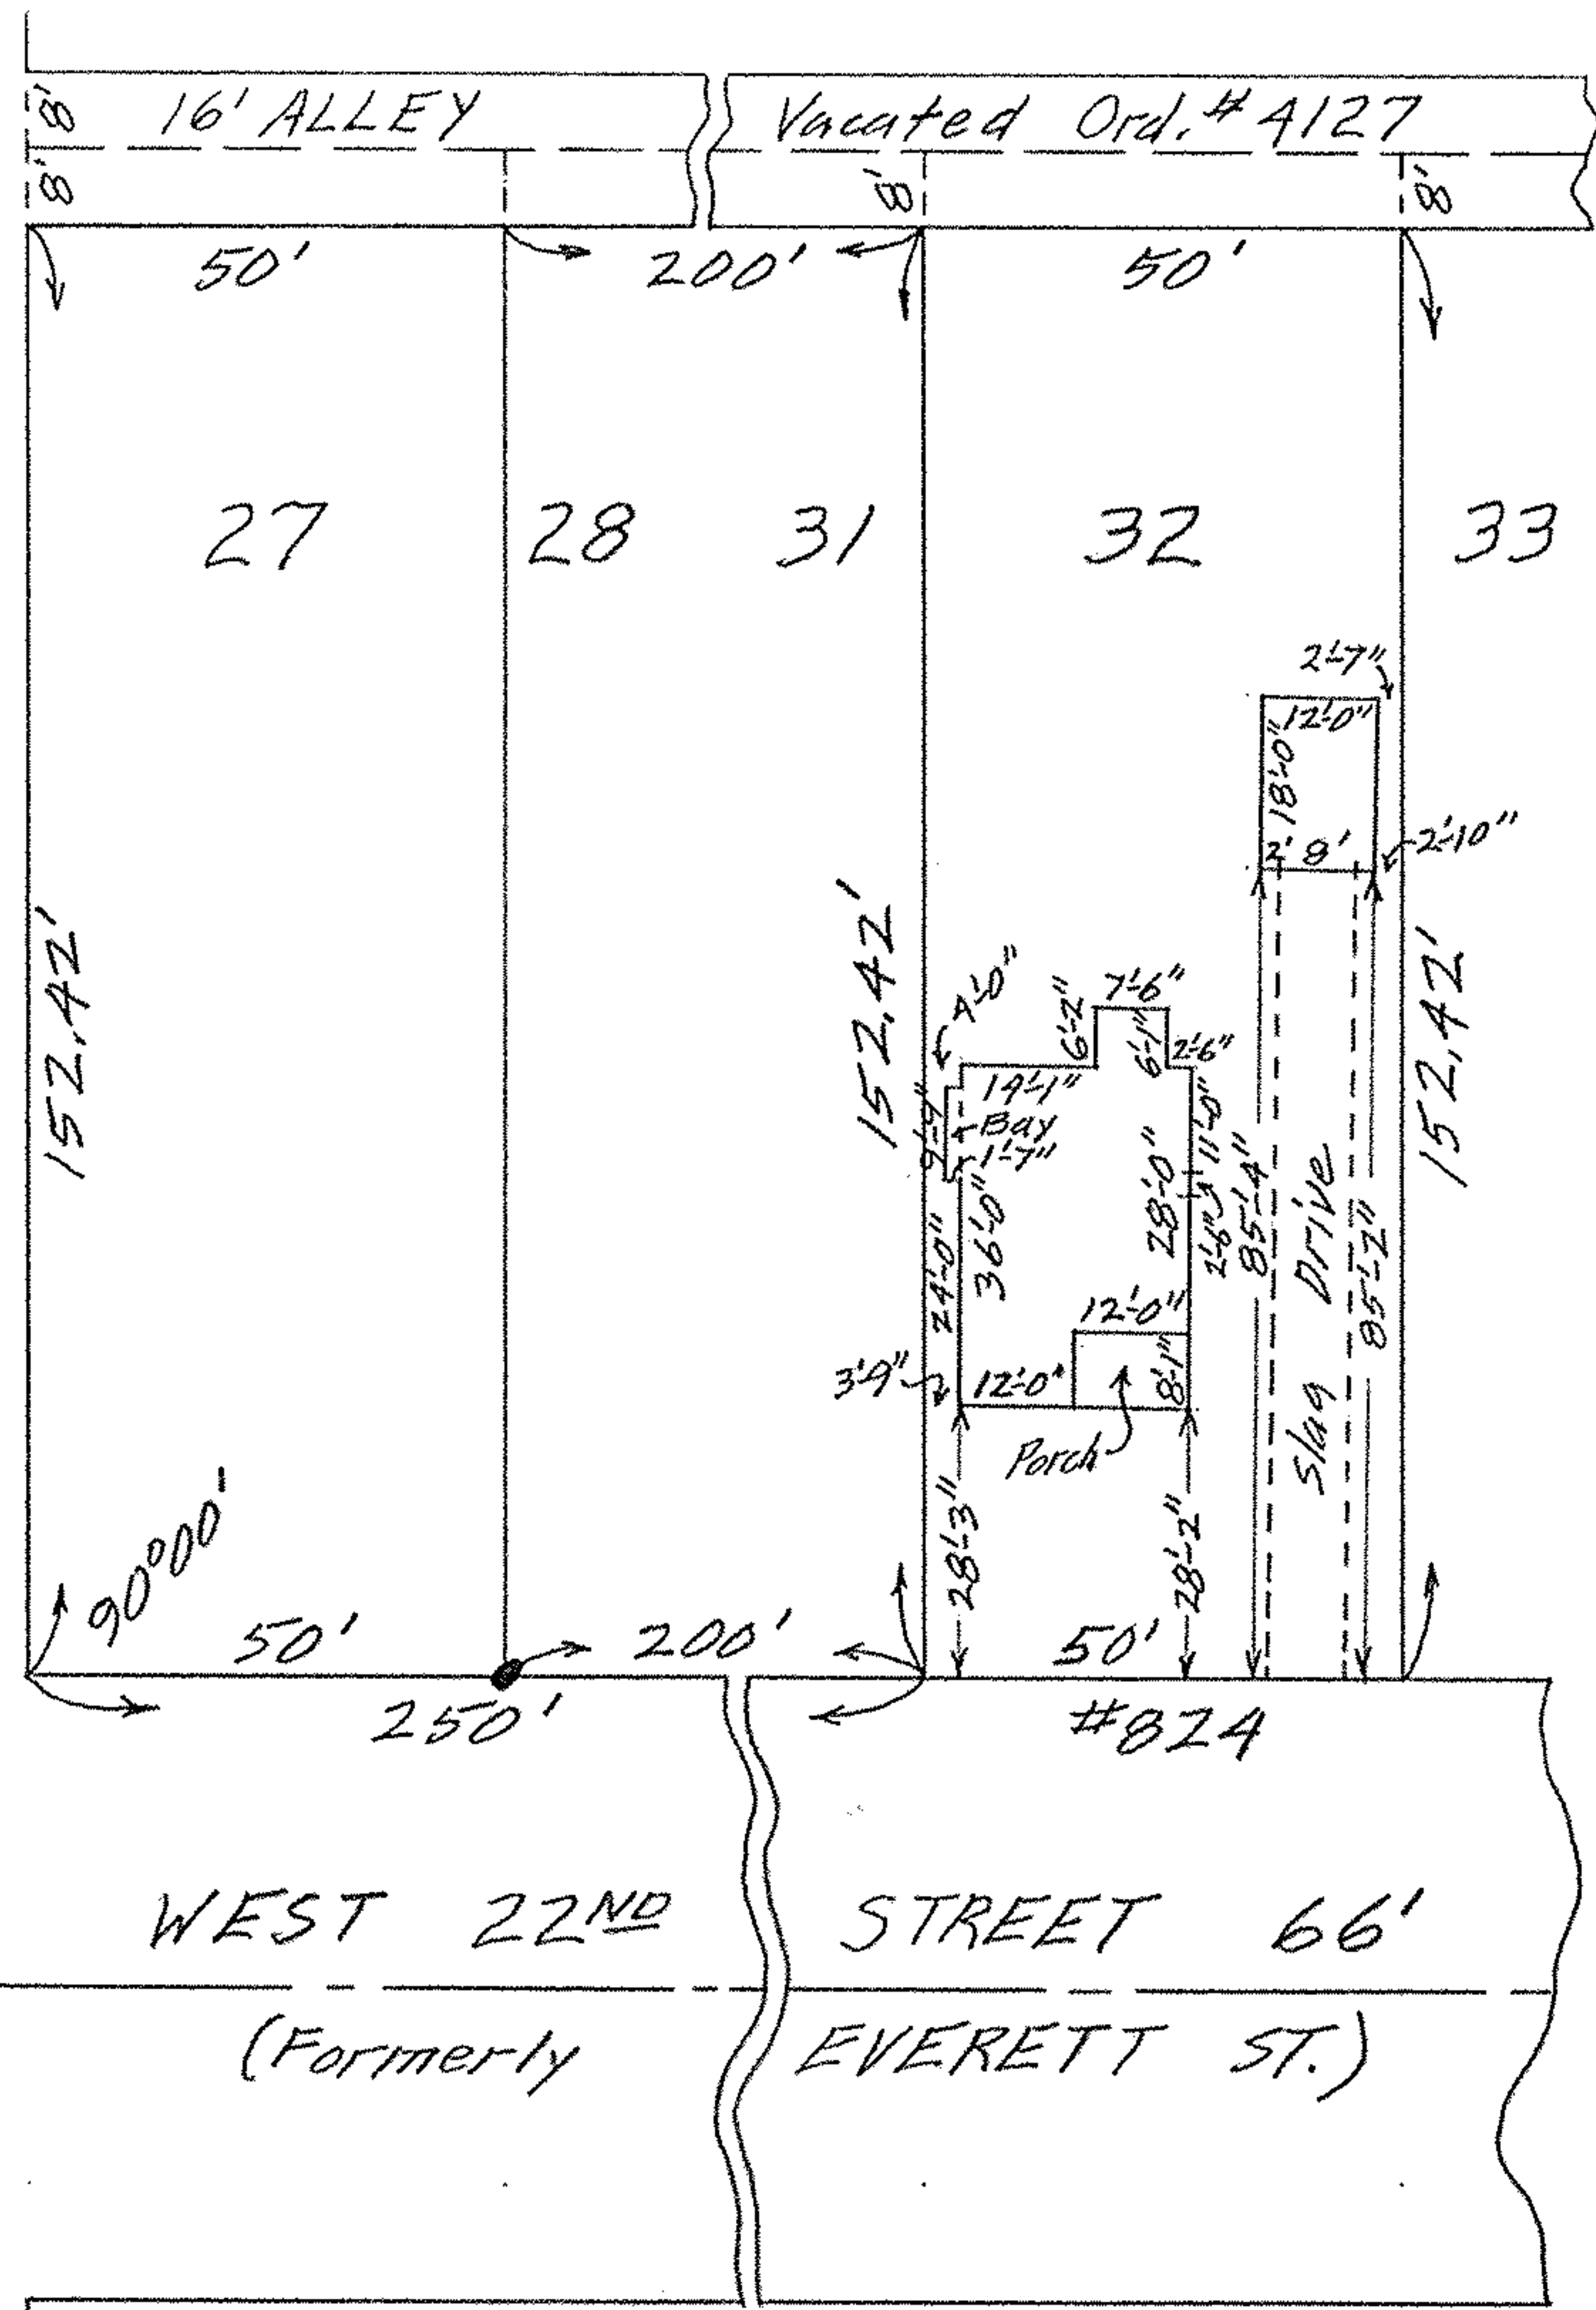 16' ALLEY Vacated Ord. # 4127
8' 8'
8' 8'
50' 200' 50'
27 28 31 32 33
2'-7"
12'-0"
18'-0"
2' 8' 2'-10"
152.42' 152.42' 152.42'
4'-0" 7'-6"
6'-2" 6'-1" 2'-6"
14'-1"
9'-9" Bay
1'-7"
11'-0"
28'-0"
2'-6"
85'-4"
Slag Drive
85'-2"
24'-0" 36'-0"
12'-0"
3'-9" 12'-0" 8'-1"
Porch
28'-3" 28'-2"
90°00'
50' 200' 50'
250' #824
WEST 22ND STREET 66'
(Formerly EVERETT ST.)